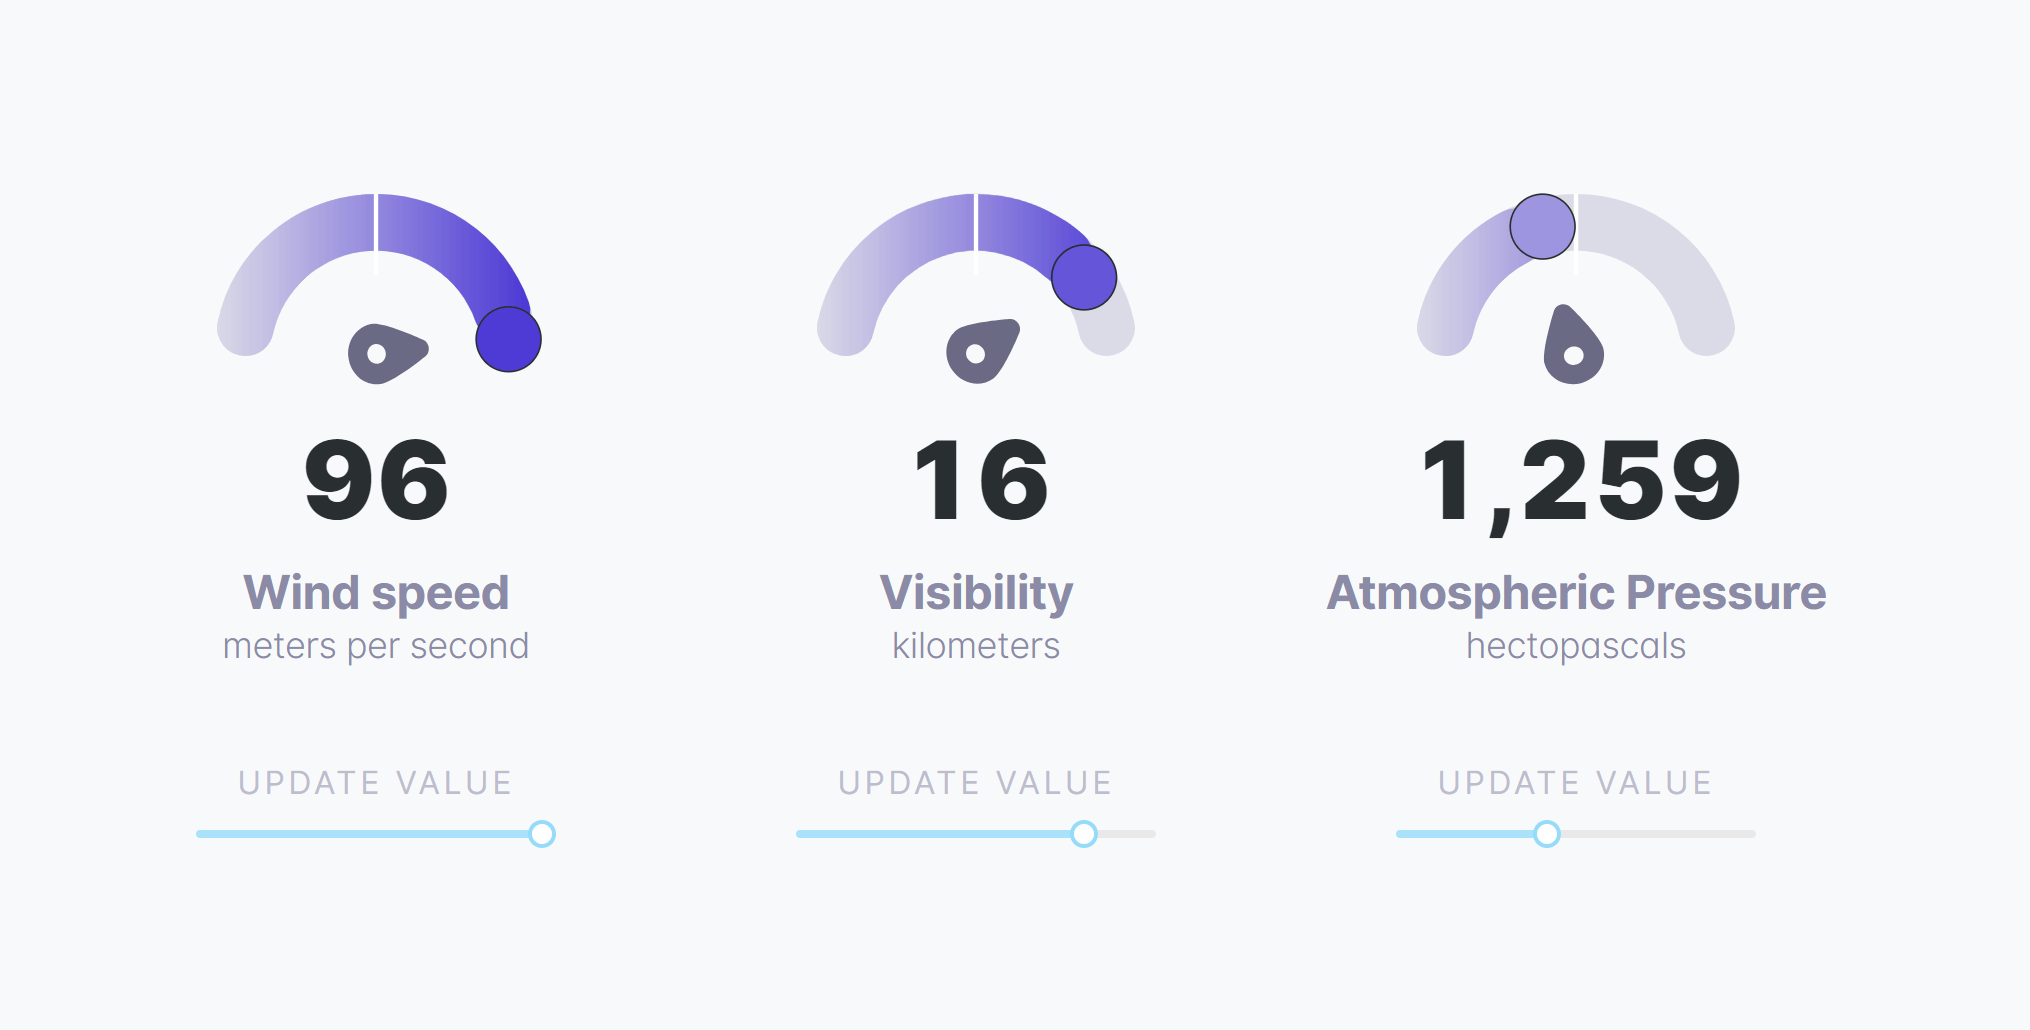 96
Wind speed
meters per second
UPDATE VALUE
16
Visibility
kilometers
UPDATE VALUE
1,259
Atmospheric Pressure
hectopascals
UPDATE VALUE